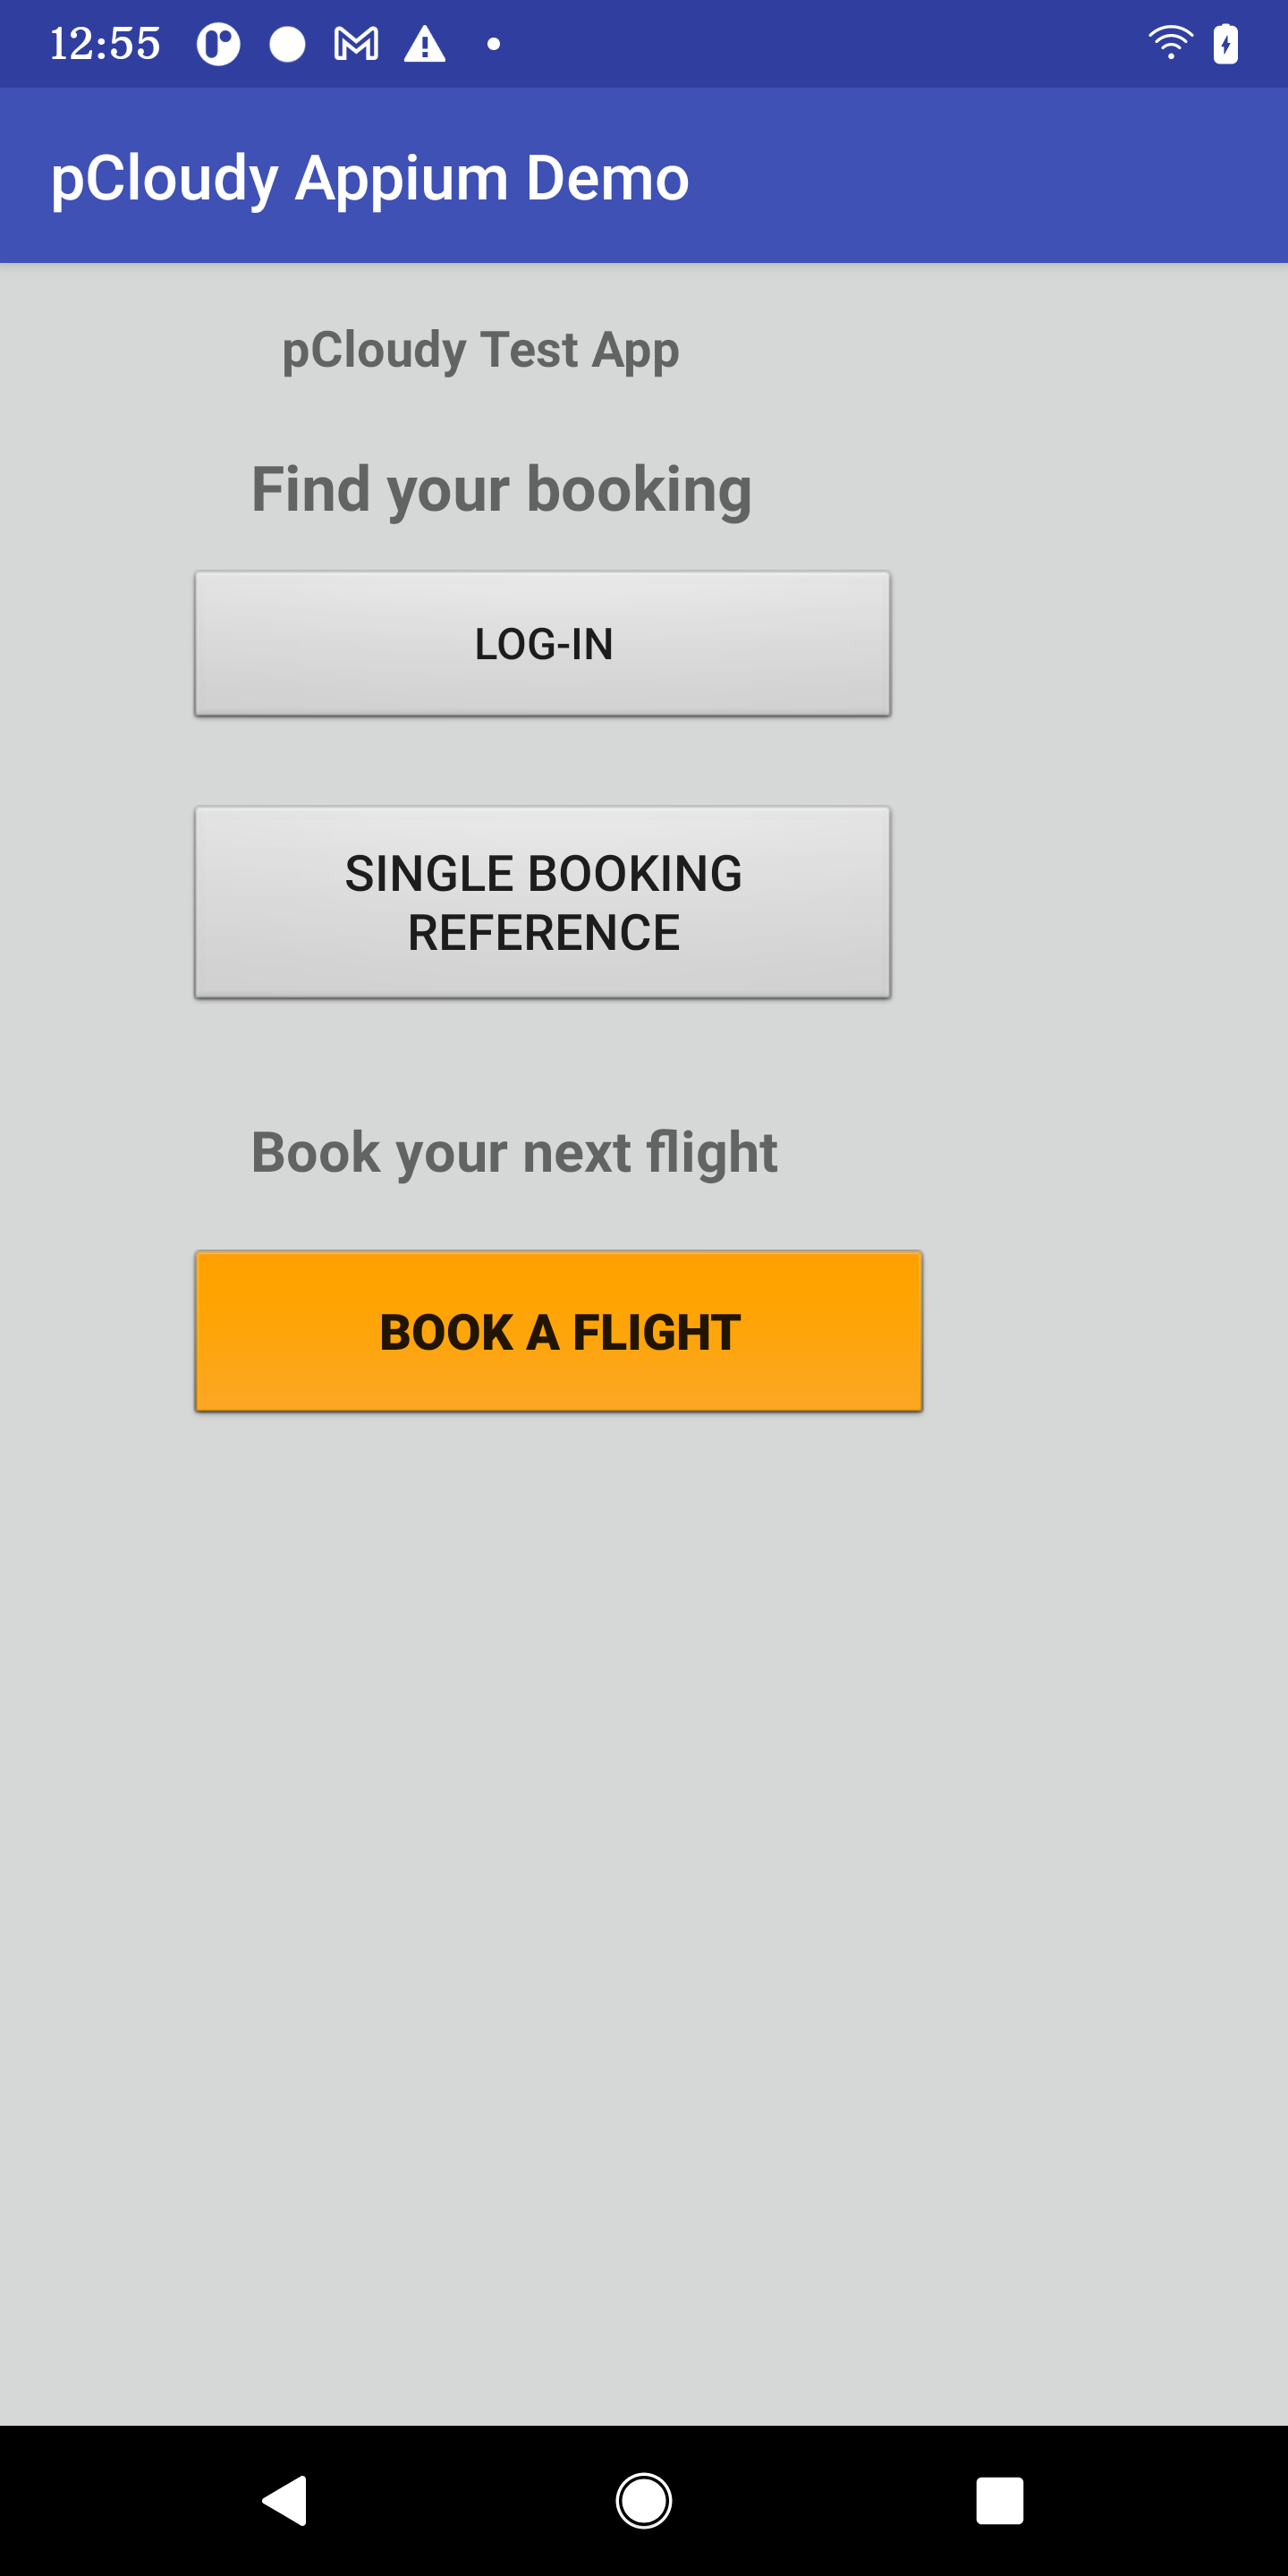 12:55
pCloudy Appium Demo
pCloudy Test App
Find your booking
LOG-IN
SINGLE BOOKING
REFERENCE
Book your next flight
BOOK A FLIGHT